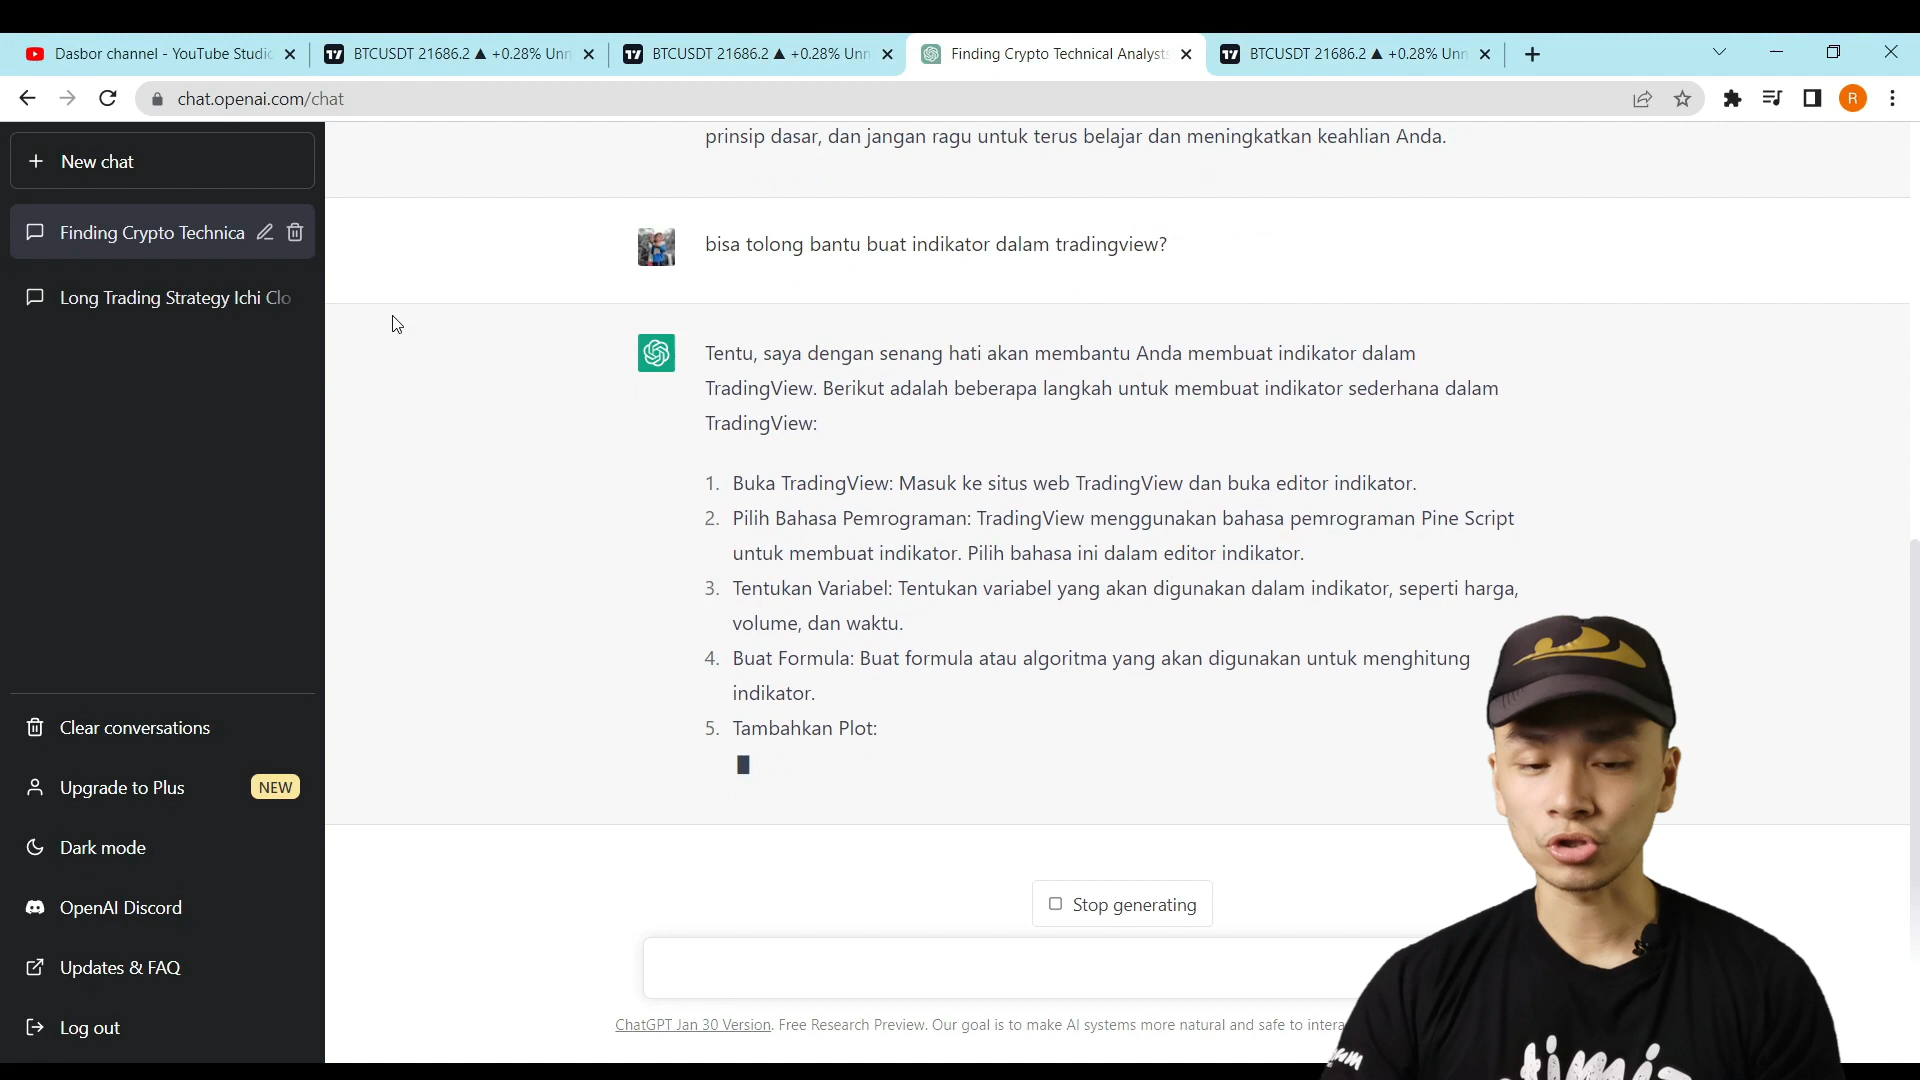 Dasbor channel - YouTube Studio
BTCUSDT 21686.2 ▲ +0.28% Unn
BTCUSDT 21686.2 ▲ +0.28% Unn
Finding Crypto Technical Analysts
BTCUSDT 21686.2 ▲ +0.28% Unn
chat.openai.com/chat
R
New chat
Finding Crypto Technica
Long Trading Strategy Ichi Clo
Clear conversations
Upgrade to Plus
NEW
Dark mode
OpenAI Discord
Updates & FAQ
Log out
prinsip dasar, dan jangan ragu untuk terus belajar dan meningkatkan keahlian Anda.
bisa tolong bantu buat indikator dalam tradingview?
Tentu, saya dengan senang hati akan membantu Anda membuat indikator dalam
TradingView. Berikut adalah beberapa langkah untuk membuat indikator sederhana dalam
TradingView:
1. Buka TradingView: Masuk ke situs web TradingView dan buka editor indikator.
2. Pilih Bahasa Pemrograman: TradingView menggunakan bahasa pemrograman Pine Script
untuk membuat indikator. Pilih bahasa ini dalam editor indikator.
3. Tentukan Variabel: Tentukan variabel yang akan digunakan dalam indikator, seperti harga,
volume, dan waktu.
4. Buat Formula: Buat formula atau algoritma yang akan digunakan untuk menghitung
indikator.
5. Tambahkan Plot:
Stop generating
ChatGPT Jan 30 Version. Free Research Preview. Our goal is to make AI systems more natural and safe to intera